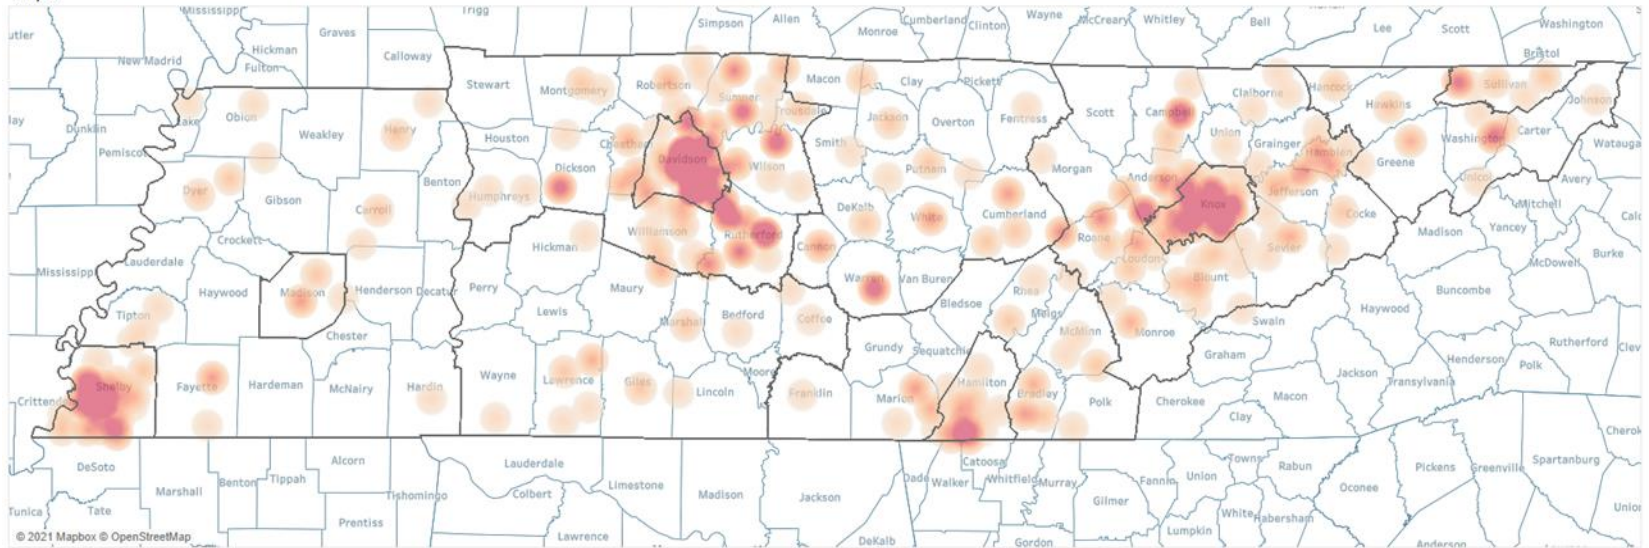 Mississippi
Trigg
Simpson
Allen
Cumberland
Clinton
Wayne
McCreary
Whitley
Bell
Lee
Scott
Washington
utler
Graves
Monroe
Hickman
Calloway
New Madrid
Fulton
Bristol
Stewart
Montgomery
Robertson
Macon
Clay
Pickett
Claiborne
Hancock
Sullivan
Sumner
Johnson
Hawkins
Trousdale
Scott
Campbell
lay
Lake
Obion
Jackson
Overton
Fentress
Dunklin
Weakley
Henry
Houston
Union
Washington
Carter
Cheatham
Smith
Grainger
Watauga
Pemiscot
Davidson
Hamblen
Dickson
Wilson
Putnam
Morgan
Greene
Benton
Anderson
Unicoi
Avery
Dyer
Humphreys
Jefferson
Gibson
Knox
Mitchell
Carroll
DeKalb
White
Cumberland
Cocke
Yancey
Williamson
Rutherford
Madison
Crockett
Roane
Hickman
Cannon
Sevier
Burke
Lauderdale
Loudon
McDowell
Mississippi
Warren
Van Buren
Blount
Haywood
Madison
Henderson
Decatur
Perry
Maury
Rhea
Buncombe
Bledsoe
Haywood
Lewis
Meigs
Tipton
Marshall
Bedford
Coffee
Swain
McMinn
Monroe
Chester
Rutherford
Grundy
Sequatchie
Graham
Henderson
Polk
Wayne
Moore
Jackson
Shelby
Fayette
Hardeman
McNairy
Hardin
Lawrence
Giles
Lincoln
Franklin
Hamilton
Transylvania
Marion
Bradley
Polk
Cherokee
Macon
Crittend
Clay
DeSoto
Alcorn
Lauderdale
Catoosa
Towns
Rabun
Pickens
Greenville
Spartanburg
Benton
Tippah
Limestone
Dade
Walker
Whitfield
Murray
Fannin
Union
Marshall
Tishomingo
Colbert
Madison
Jackson
Gilmer
Oconee
Tunica
Tate
White
Habersham
Prentiss
Lumpkin
© 2021 Mapbox © OpenStreetMap
Lawrence
DeKalb
Gordon
Anderson